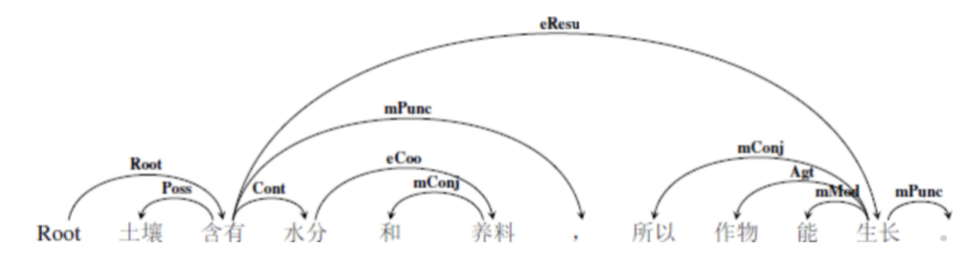 eResu
mPunc
Root Poss Cont eCoo mConj mConj Agt mMod mPunc
Root 土壤 含有 水分 和 养料 ， 所以 作物 能 生长 。